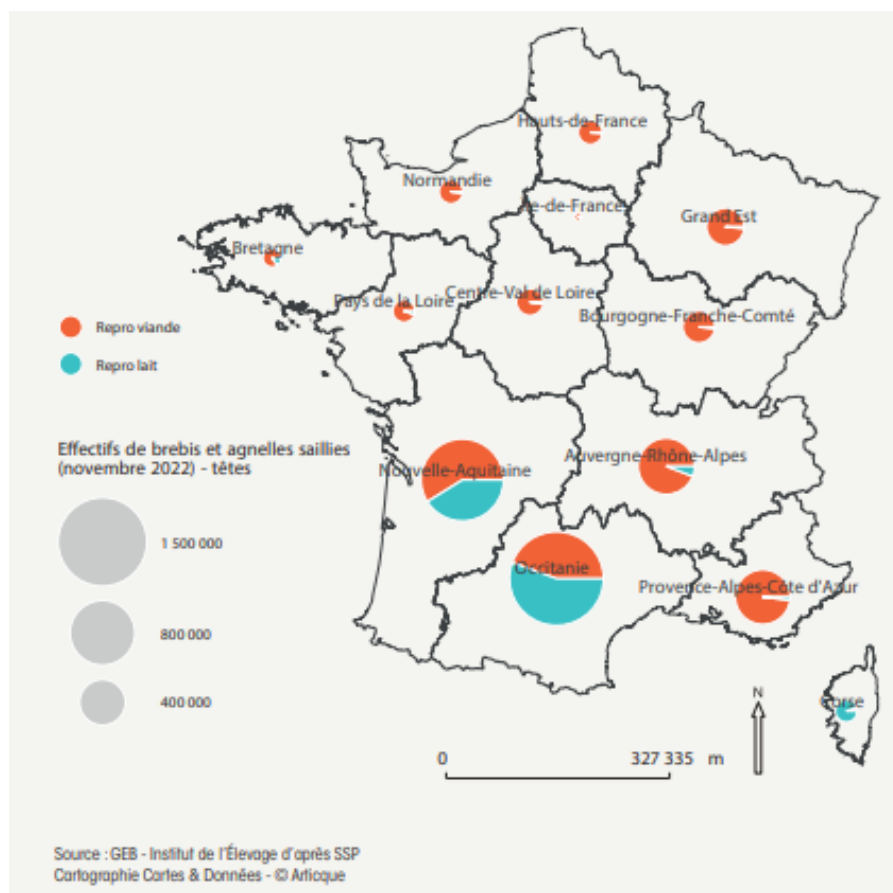 Hauts-de-France
Normandie
Île-de-France
Grand Est
Bretagne
Pays de la Loire
Centre-Val de Loire
Bourgogne-Franche-Comté
Repro viande
Repro lait
Effectifs de brebis et agnelles saillies
(novembre 2022) - têtes
1 500 000
800 000
400 000
Nouvelle-Aquitaine
Auvergne-Rhône-Alpes
Occitanie
Provence-Alpes-Côte d'Azur
Corse
N
0 327 335 m
Source : GEB - Institut de l'Élevage d'après SSP
Cartographie Cartes & Données - © Articque